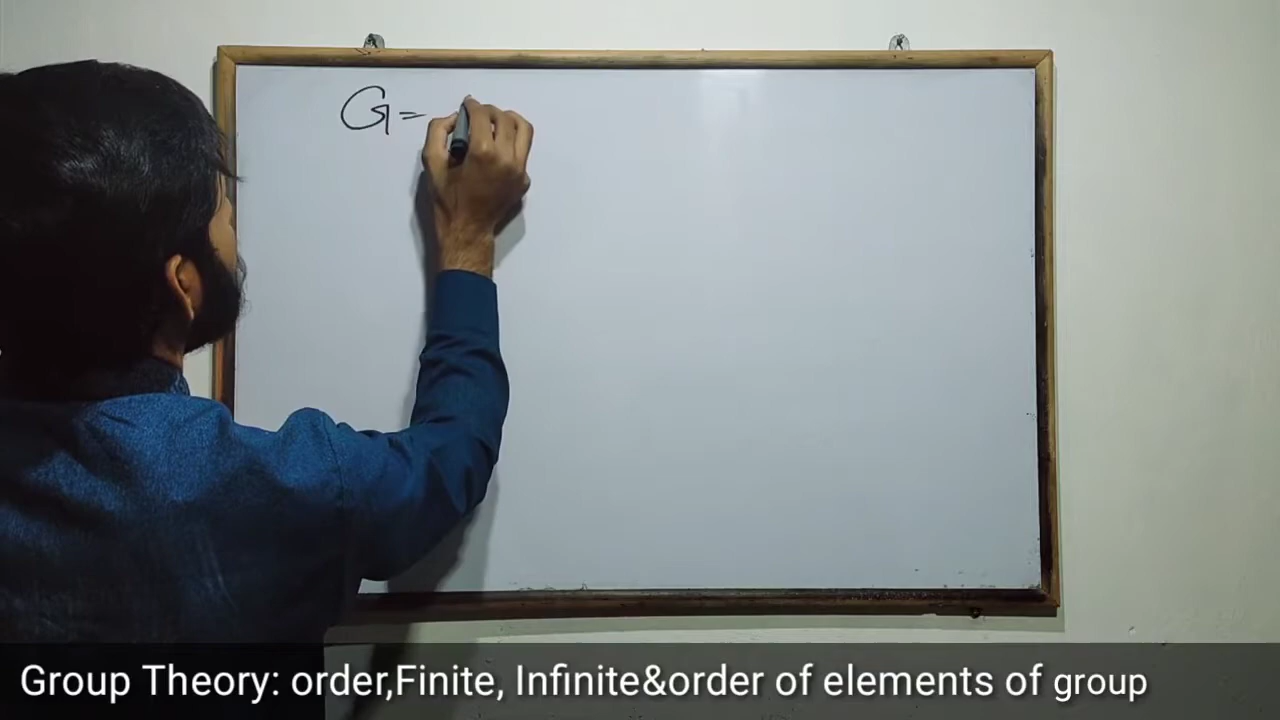 G =
Group Theory: order,Finite, Infinite&order of elements of group